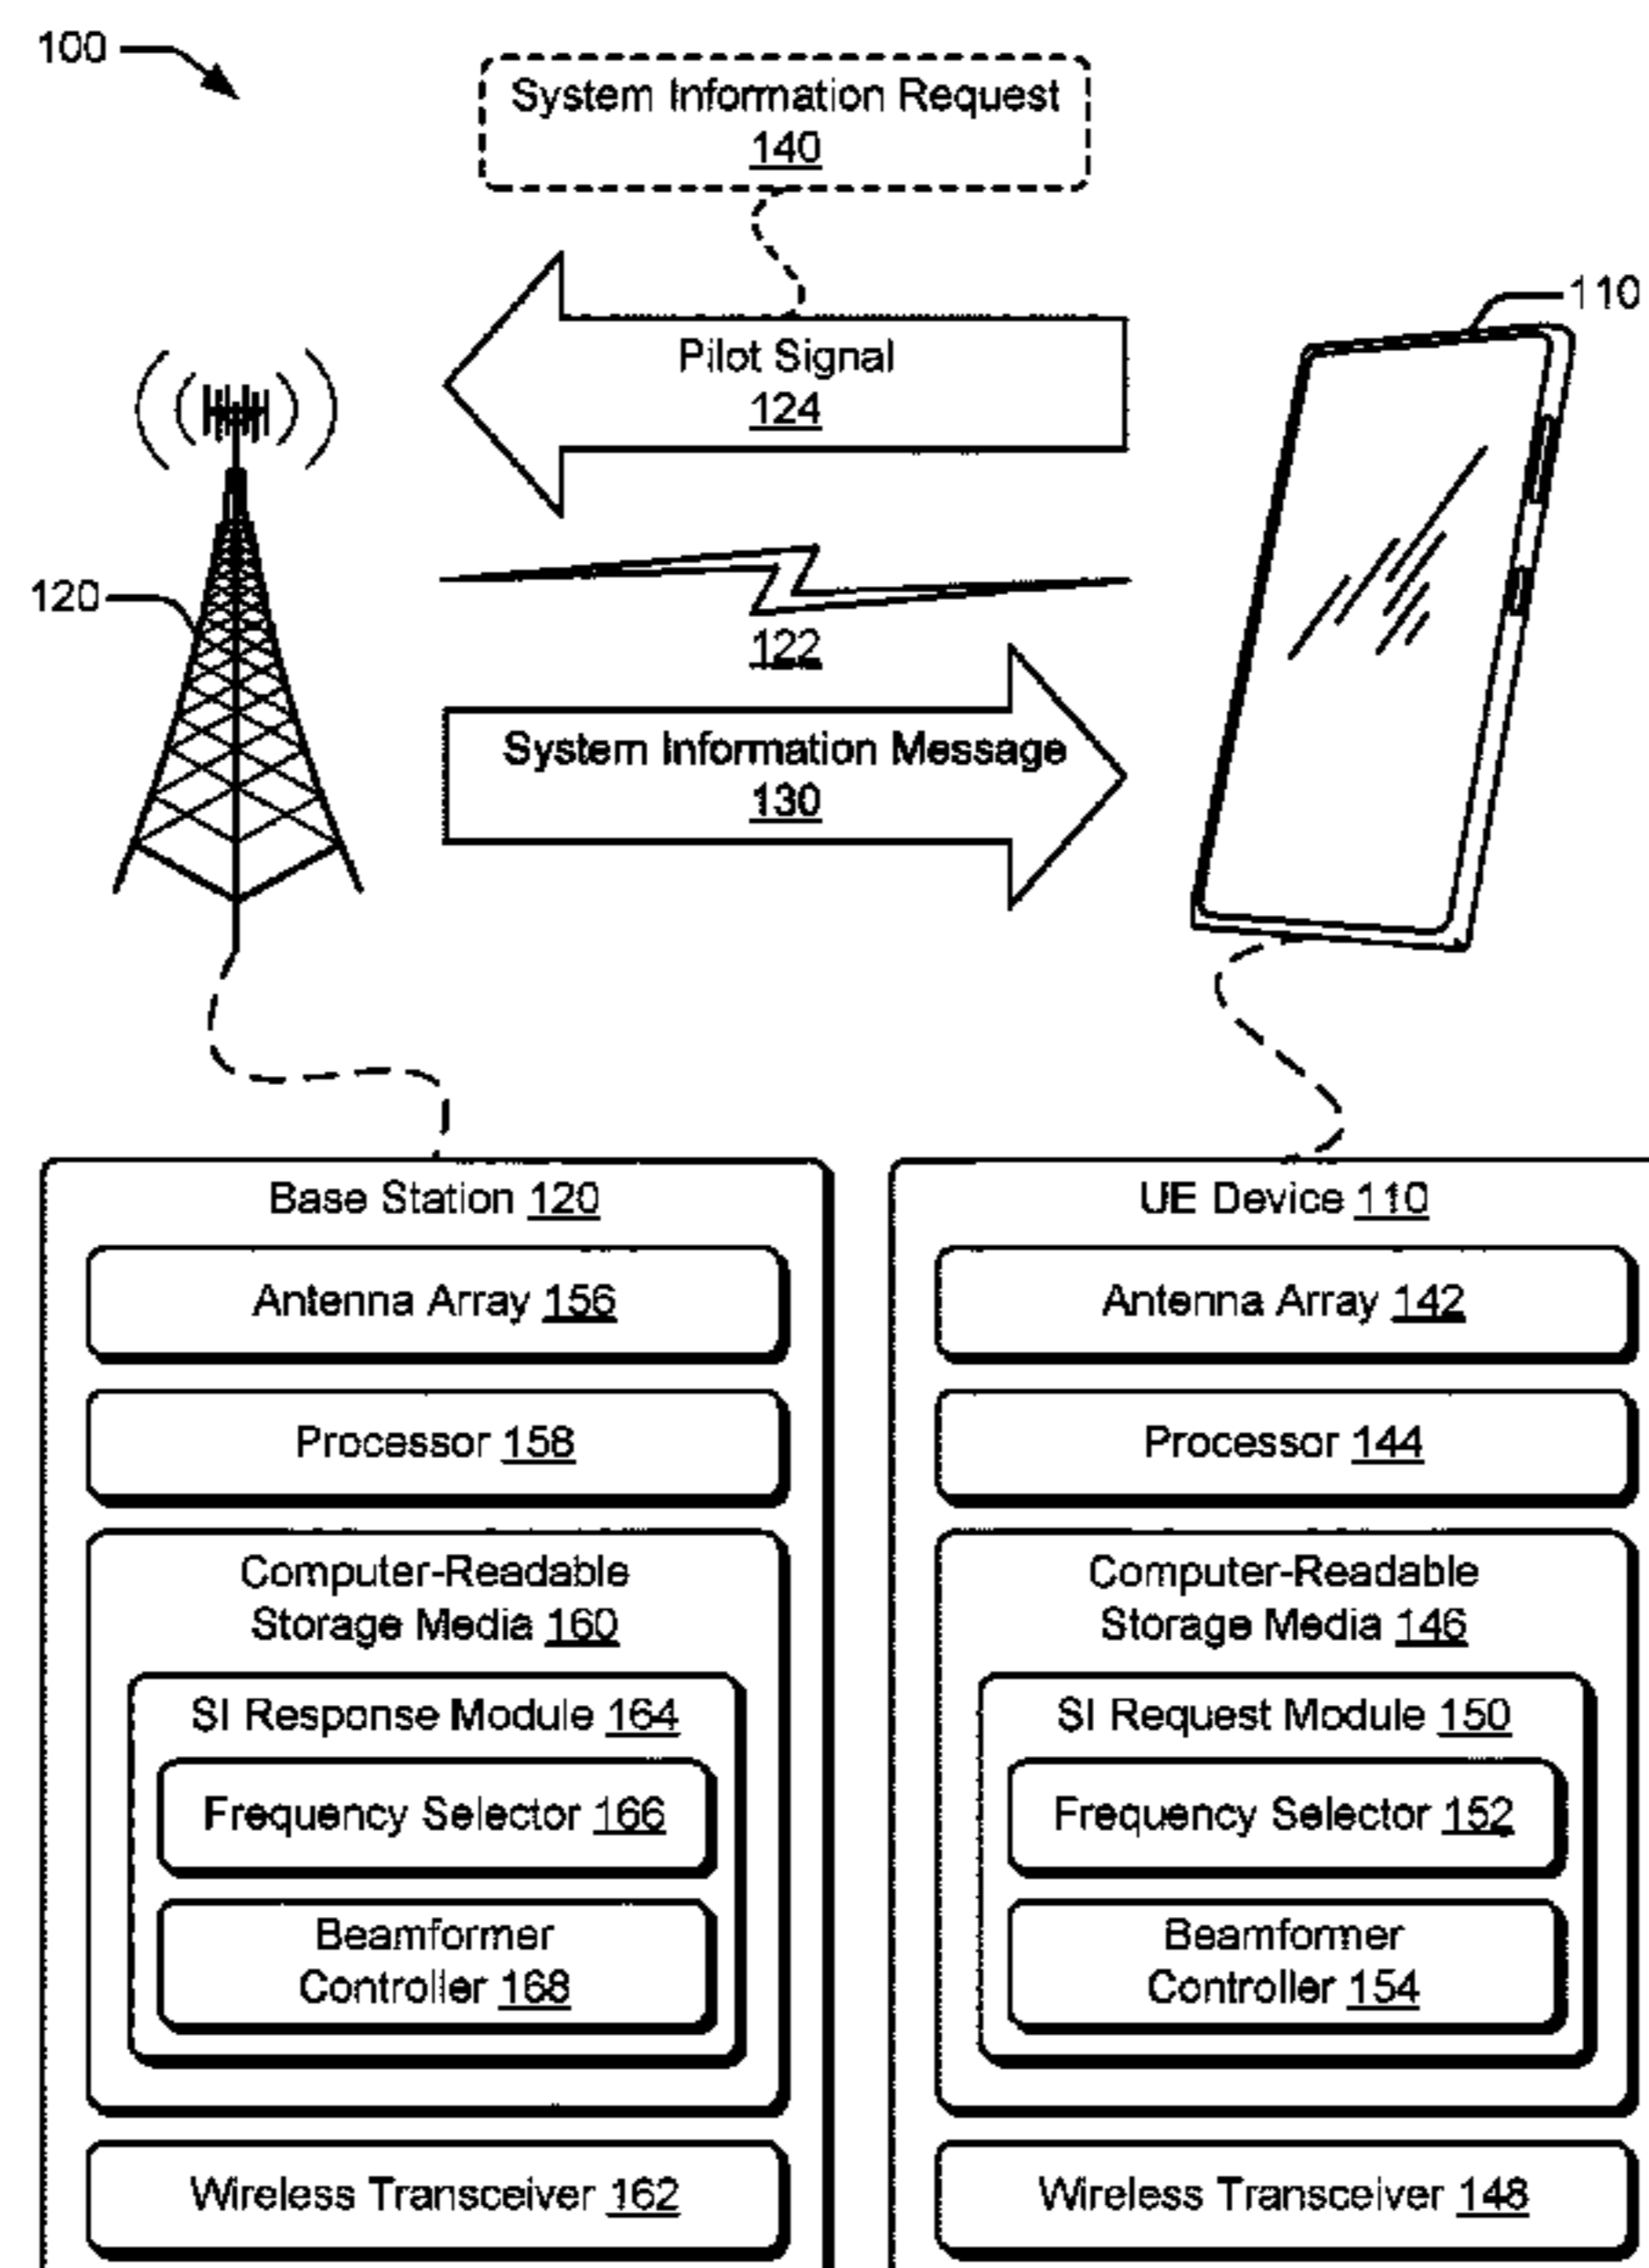 100
System Information Request
140
110
Pilot Signal
124
120
122
System Information Message
130
Base Station 120
Antenna Array 156
Processor 158
Computer-Readable
Storage Media 160
SI Response Module 164
Frequency Selector 166
Beamformer
Controller 168
Wireless Transceiver 162
UE Device 110
Antenna Array 142
Processor 144
Computer-Readable
Storage Media 146
SI Request Module 150
Frequency Selector 152
Beamformer
Controller 154
Wireless Transceiver 148